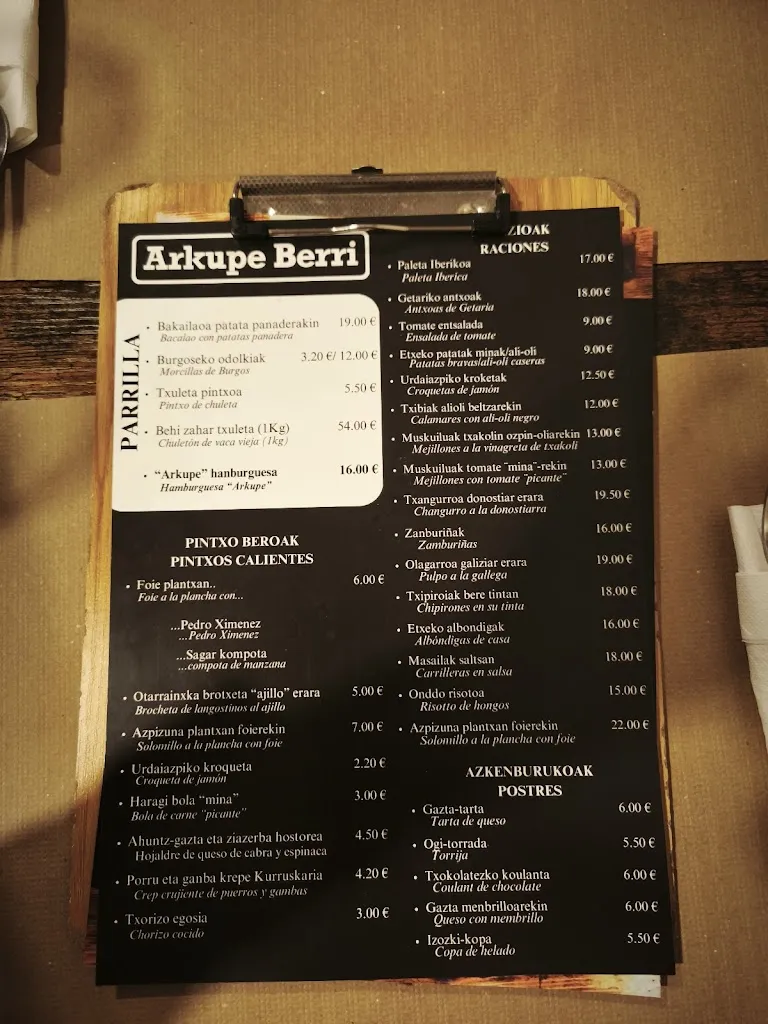 Arkupe Berri
PARRILLA
• Bakailaoa patata panaderakin 19.00 €
Bacalao con patatas panadera
• Burgoseko odolkiak 3.20 €/ 12.00 €
Morcillas de Burgos
• Txuleta pintxoa 5.50 €
Pintxo de chuleta
• Behi zahar txuleta (1Kg) 54.00 €
Chuletón de vaca vieja (1kg)
• “Arkupe” hanburguesa 16.00 €
Hamburguesa “Arkupe”
PINTXO BEROAK
PINTXOS CALIENTES
• Foie plantxan.. 6.00 €
Foie a la plancha con...
...Pedro Ximenez
...Pedro Ximenez
...Sagar kompota
...compota de manzana
• Otarrainxka brotxeta “ajillo” erara 5.00 €
Brocheta de langostinos al ajillo
• Azpizuna plantxan foierekin 7.00 €
Solomillo a la plancha con foie
• Urdaiazpiko kroqueta 2.20 €
Croqueta de jamón
• Haragi bola “mina” 3.00 €
Bola de carne "picante"
• Ahuntz-gazta eta ziazerba hostorea 4.50 €
Hojaldre de queso de cabra y espinaca
• Porru eta ganba krepe Kurruskaria 4.20 €
Crep crujiente de puerros y gambas
• Txorizo egosia 3.00 €
Chorizo cocido
ZIOAK
RACIONES
• Paleta Iberikoa 17.00 €
Paleta Iberica
• Getariko antxoak 18.00 €
Antxoas de Getaria
• Tomate entsalada 9.00 €
Ensalada de tomate
• Etxeko patatak minak/ali-oli 9.00 €
Patatas bravas/ali-oli caseras
• Urdaiazpiko kroketak 12.50 €
Croquetas de jamón
• Txibiak alioli beltzarekin 12.00 €
Calamares con ali-oli negro
• Muskuiluak txakolin ozpin-oliarekin 13.00 €
Mejillones a la vinagreta de txakoli
• Muskuiluak tomate "mina"-rekin 13.00 €
Mejillones con tomate "picante"
• Txangurroa donostiar erara 19.50 €
Changurro a la donostiarra
• Zanburiñak 16.00 €
Zamburiñas
• Olagarroa galiziar erara 19.00 €
Pulpo a la gallega
• Txipiroiak bere tintan 18.00 €
Chipirones en su tinta
• Etxeko albondigak 16.00 €
Albóndigas de casa
• Masailak saltsan 18.00 €
Carrilleras en salsa
• Onddo risotoa 15.00 €
Risotto de hongos
• Azpizuna plantxan foierekin 22.00 €
Solomillo a la plancha con foie
AZKENBURUKOAK
POSTRES
• Gazta-tarta 6.00 €
Tarta de queso
• Ogi-torrada 5.50 €
Torrija
• Txokolatezko koulanta 6.00 €
Coulant de chocolate
• Gazta menbrilloarekin 6.00 €
Queso con membrillo
• Izozki-kopa 5.50 €
Copa de helado